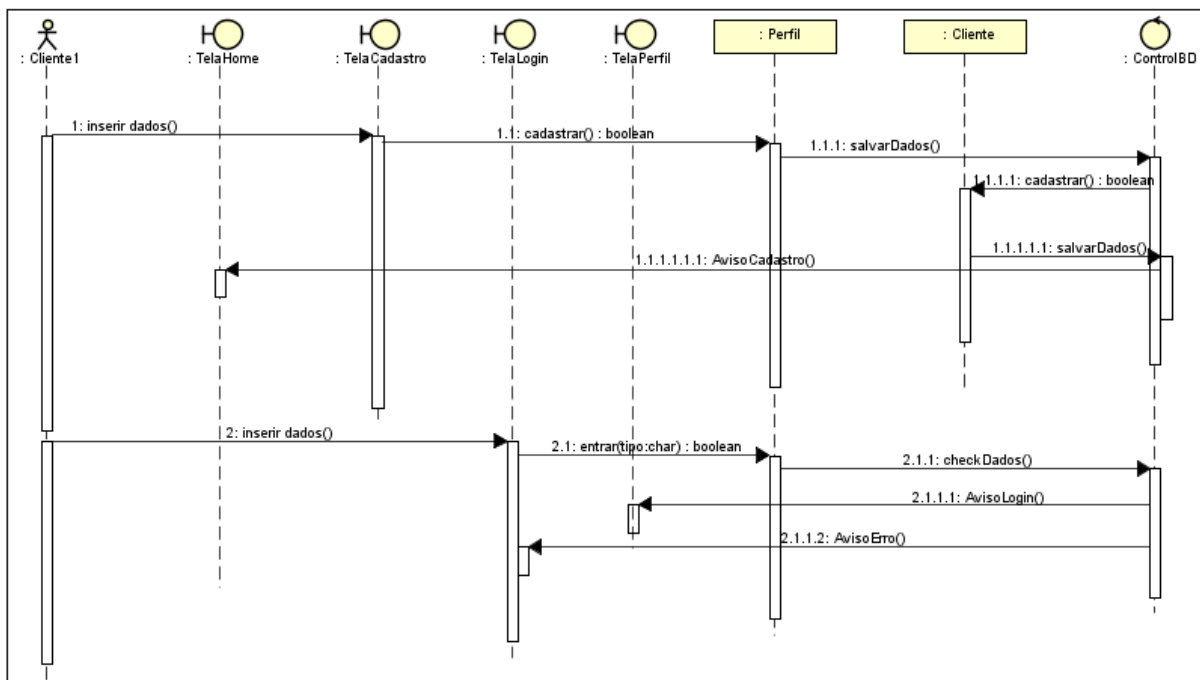 : Cliente1
: TelaHome
: TelaCadastro
: TelaLogin
: TelaPerfil
: Perfil
: Cliente
: ControlBD
1: inserir dados()
1.1: cadastrar() : boolean
1.1.1: salvarDados()
1.1.1.1: cadastrar() : boolean
1.1.1.1.1: salvarDados()
1.1.1.1.1.1: AvisoCadastro()
2: inserir dados()
2.1: entrar(tipo:char) : boolean
2.1.1: checkDados()
2.1.1.1: AvisoLogin()
2.1.1.2: AvisoErro()